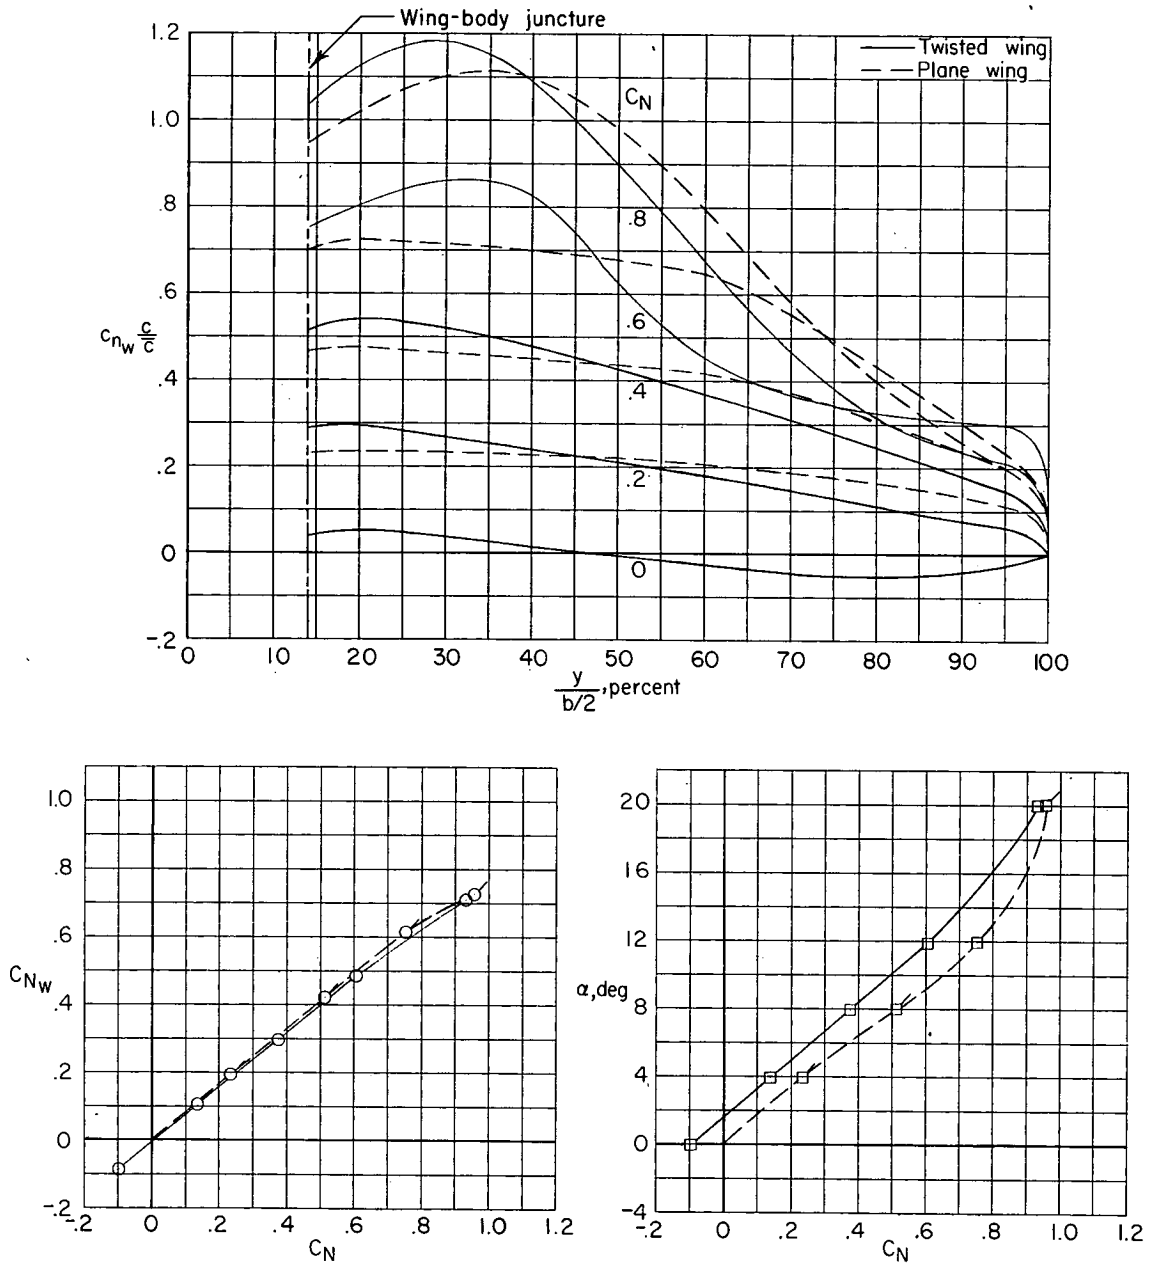 Wing-body juncture
Twisted wing
Plane wing
C_N
1.2
1.0
.8
.6
.4
.2
0
-.2
c_n_w c/c̄
.8
.6
.4
.2
0
0 10 20 30 40 50 60 70 80 90 100
y/b/2, percent
1.0
.8
.6
.4
.2
0
-.2
C_N_W
-.2 0 .2 .4 .6 .8 1.0 1.2
C_N
20
16
12
8
4
0
-4
α, deg
-.2 0 .2 .4 .6 .8 1.0 1.2
C_N